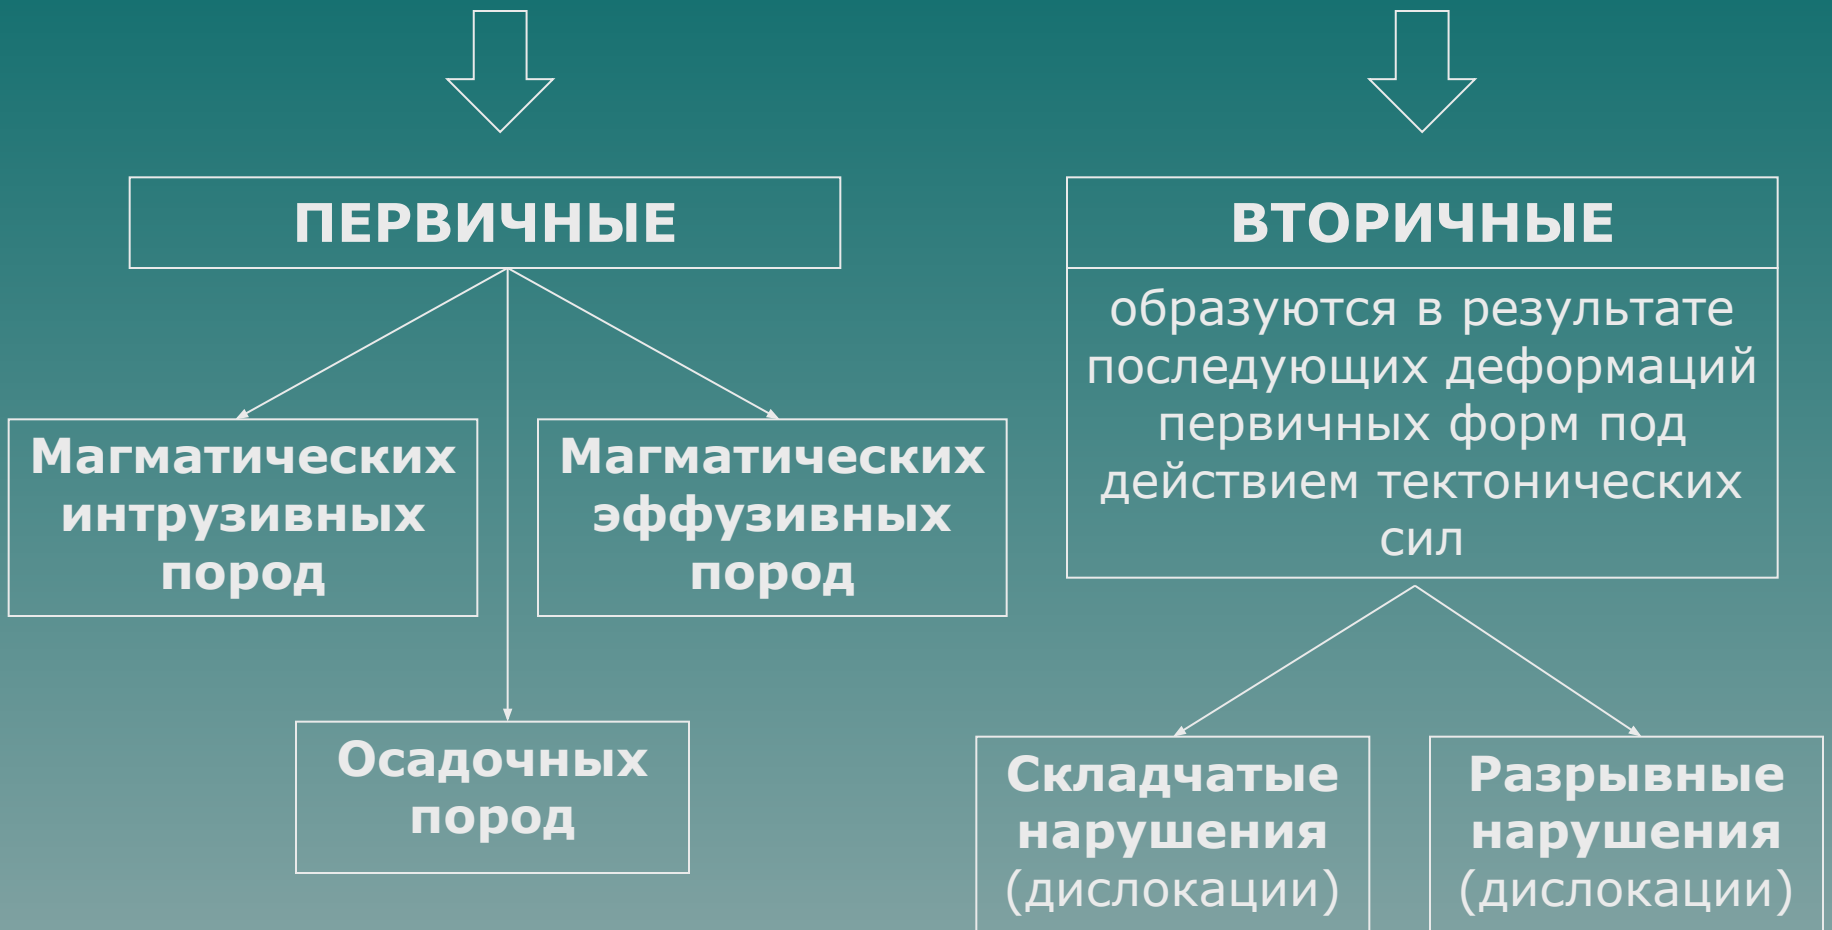 ПЕРВИЧНЫЕ
Магматических
интрузивных
пород
Магматических
эффузивных
пород
Осадочных
пород
ВТОРИЧНЫЕ
образуются в результате
последующих деформаций
первичных форм под
действием тектонических
сил
Складчатые
нарушения
(дислокации)
Разрывные
нарушения
(дислокации)